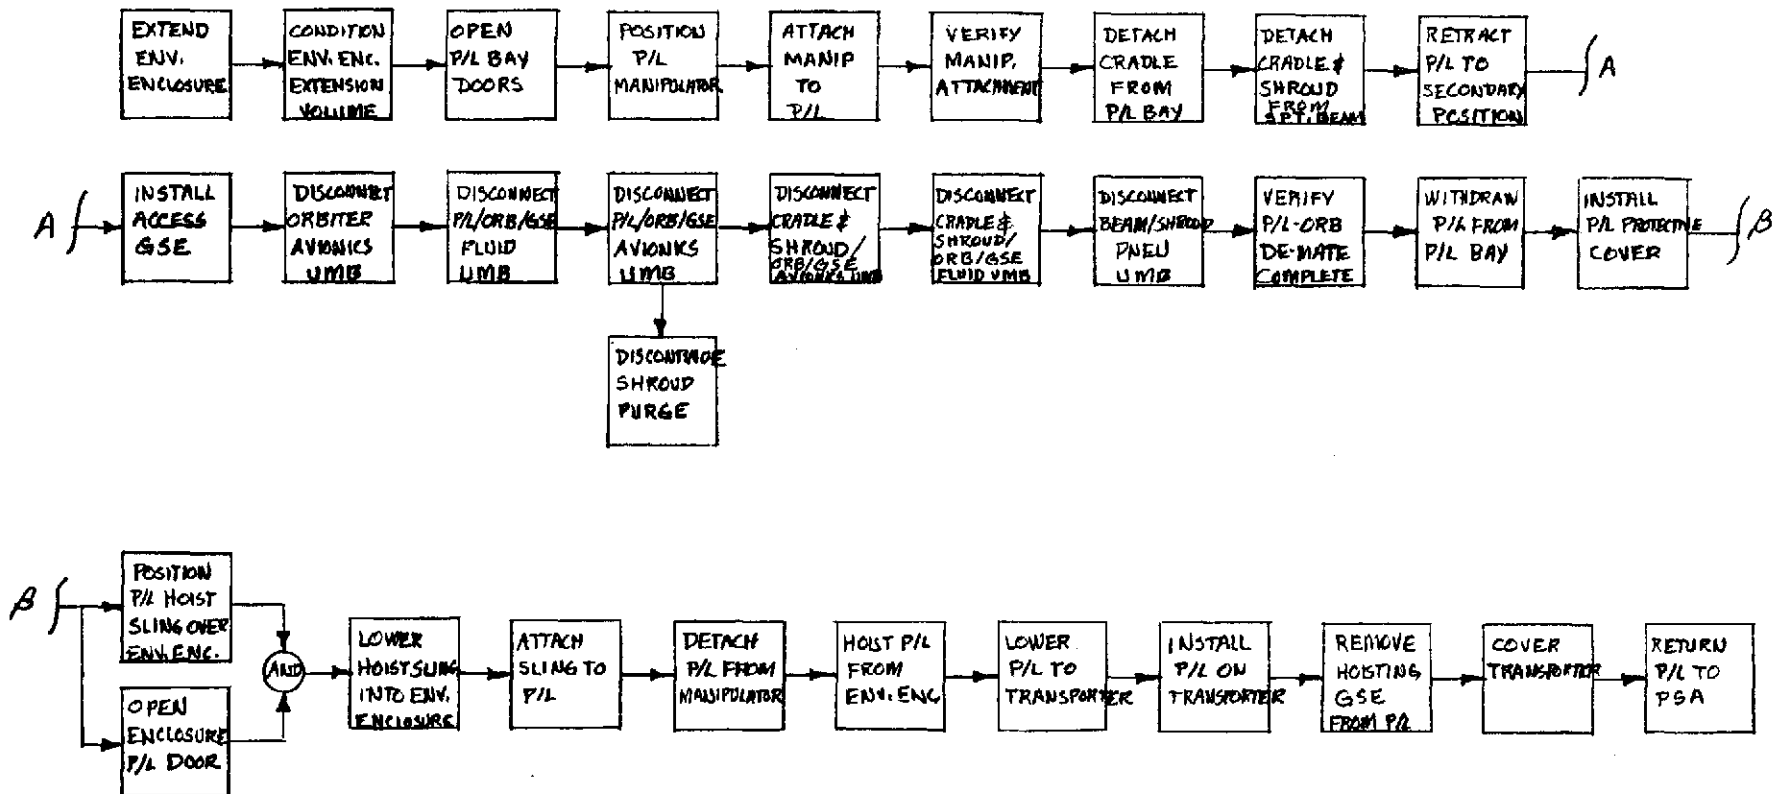 EXTEND
ENV.
ENCLOSURE
CONDITION
ENV. ENC.
EXTENSION
VOLUME
OPEN
P/L BAY
DOORS
POSITION
P/L
MANIPULATOR
ATTACH
MANIP
TO
P/L
VERIFY
MANIP.
ATTACHMENT
DETACH
CRADLE
FROM
P/L BAY
DETACH
CRADLE &
SHROUD
FROM
SPT. BEAM
RETRACT
P/L TO
SECONDARY
POSITION
A
A
INSTALL
ACCESS
GSE
DISCONNECT
ORBITER
AVIONICS
UMB
DISCONNECT
P/L/ORB/GSE
FLUID
UMB
DISCONNECT
P/L/ORB/GSE
AVIONICS
UMB
DISCONNECT
CRADLE &
SHROUD/
ORB/GSE
AVIONICS UMB
DISCONNECT
CRADLE &
SHROUD/
ORB/GSE
FLUID UMB
DISCONNECT
BEAM/SHROUD
PNEU
UMB
VERIFY
P/L-ORB
DE-MATE
COMPLETE
WITHDRAW
P/L FROM
P/L BAY
INSTALL
P/L PROTECTIVE
COVER
B
DISCONTINUE
SHROUD
PURGE
B
POSITION
P/L HOIST
SLING OVER
ENV. ENC.
OPEN
ENCLOSURE
P/L DOOR
AND
LOWER
HOIST SLING
INTO ENV.
ENCLOSURE
ATTACH
SLING TO
P/L
DETACH
P/L FROM
MANIPULATOR
HOIST P/L
FROM
ENV. ENC
LOWER
P/L TO
TRANSPORTER
INSTALL
P/L ON
TRANSPORTER
REMOVE
HOISTING
GSE
FROM P/L
COVER
TRANSPORTER
RETURN
P/L TO
PSA